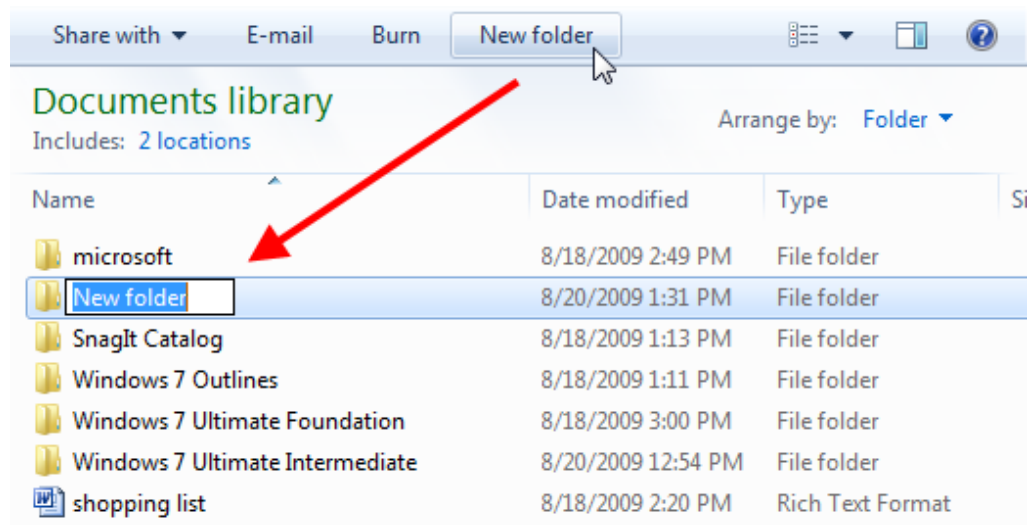 Share with E-mail Burn New folder
Documents library
Includes: 2 locations
Arrange by: Folder
Name Date modified Type Si
microsoft 8/18/2009 2:49 PM File folder
New folder 8/20/2009 1:31 PM File folder
SnagIt Catalog 8/18/2009 1:13 PM File folder
Windows 7 Outlines 8/18/2009 1:11 PM File folder
Windows 7 Ultimate Foundation 8/18/2009 3:00 PM File folder
Windows 7 Ultimate Intermediate 8/20/2009 12:54 PM File folder
shopping list 8/18/2009 2:20 PM Rich Text Format